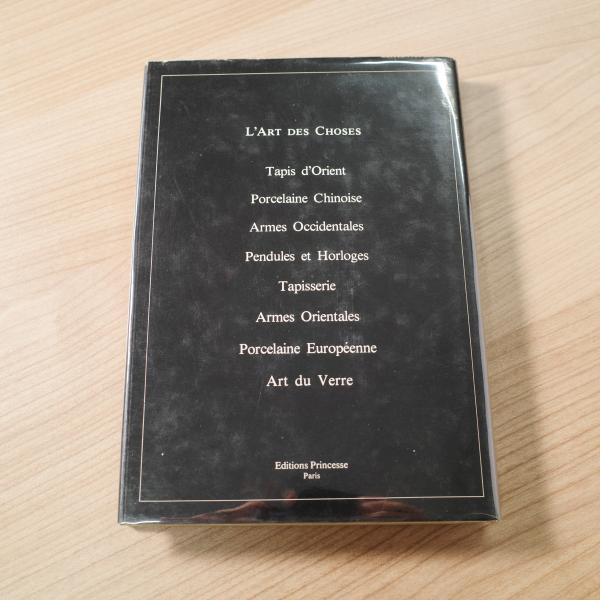 L'ART DES CHOSES
Tapis d'Orient
Porcelaine Chinoise
Armes Occidentales
Pendules et Horloges
Tapisserie
Armes Orientales
Porcelaine Européenne
Art du Verre
Editions Princesse
Paris